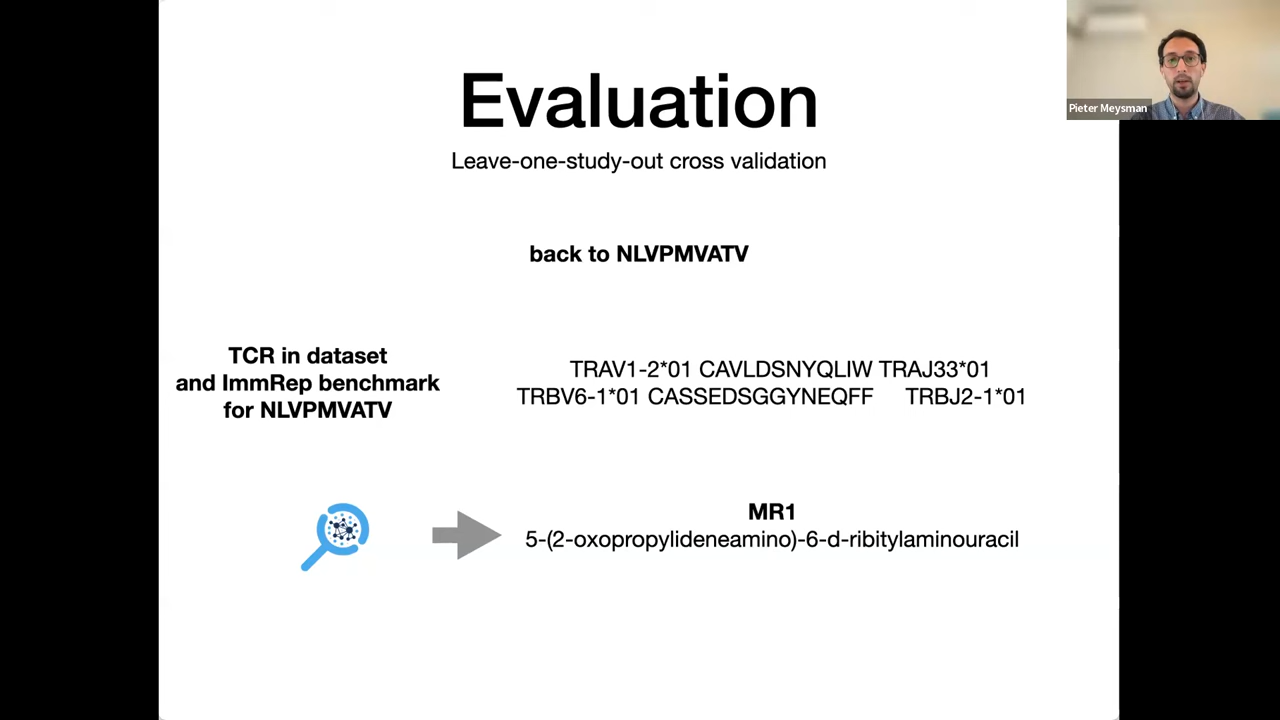 Evaluation
Leave-one-study-out cross validation
Pieter Meysman
back to NLVPMVATV
TCR in dataset
and ImmRep benchmark
for NLVPMVATV
TRAV1-2*01 CAVLDSNYQLIW TRAJ33*01
TRBV6-1*01 CASSEDSGGYNEQFF TRBJ2-1*01
MR1
5-(2-oxopropylideneamino)-6-d-ribitylaminouracil